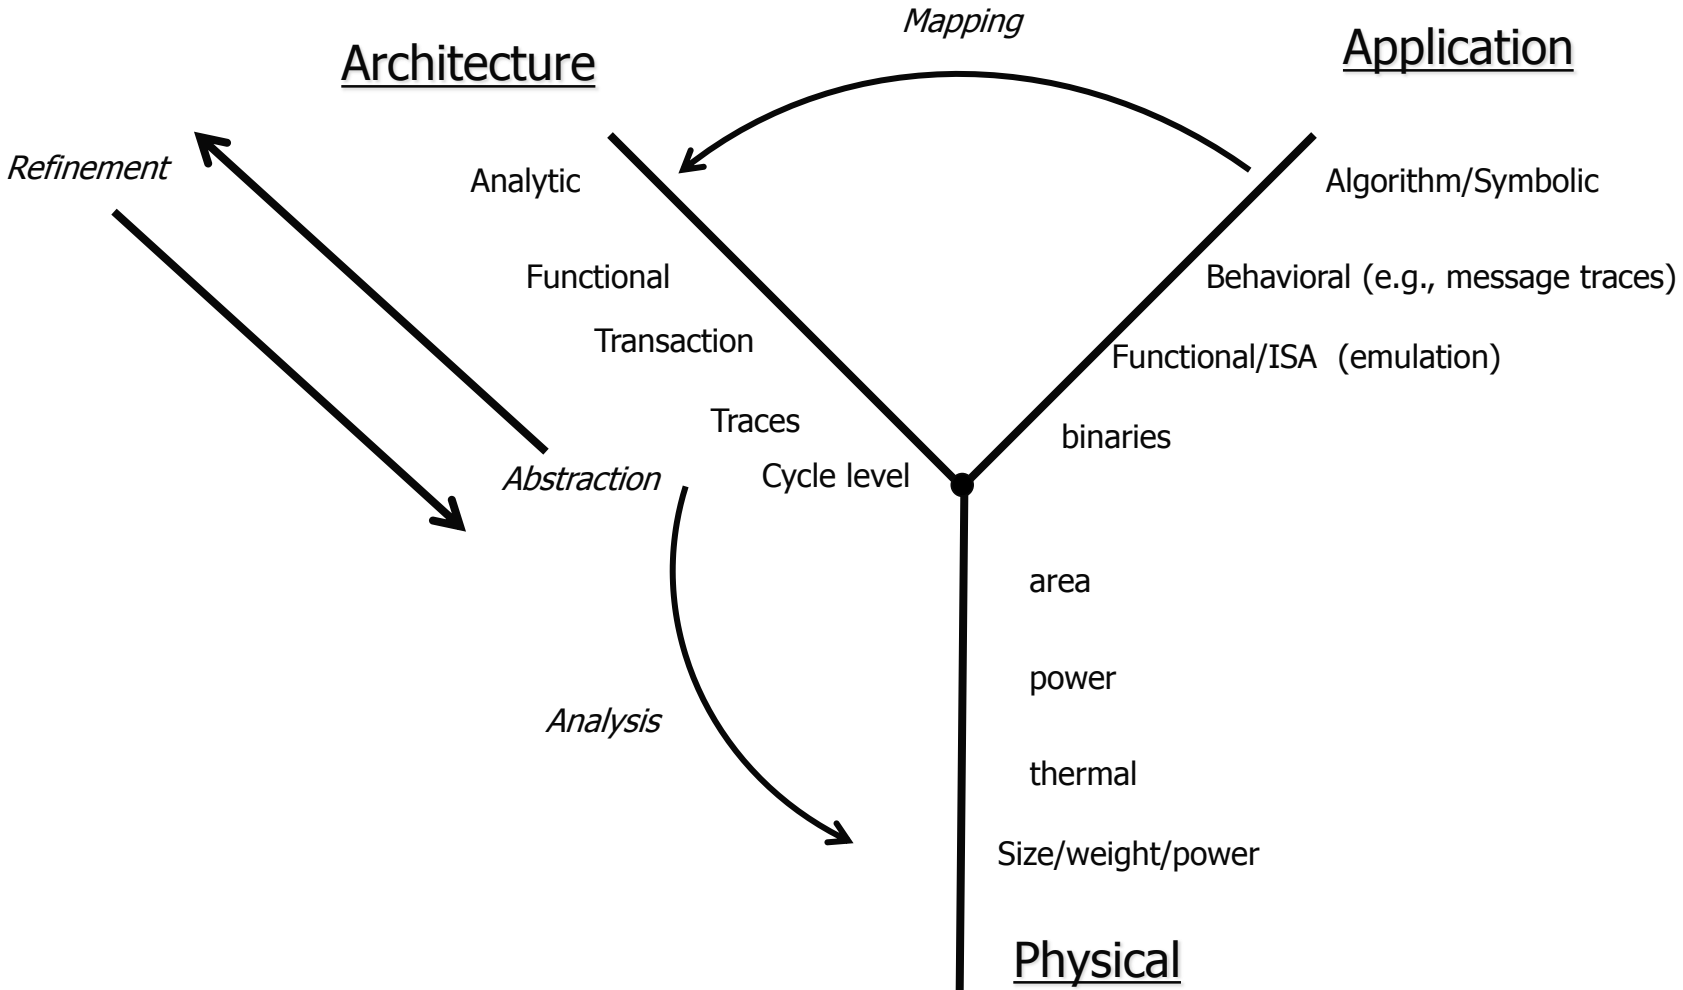 Mapping
Architecture
Application
Refinement
Analytic
Algorithm/Symbolic
Functional
Behavioral (e.g., message traces)
Transaction
Functional/ISA  (emulation)
Traces
binaries
Abstraction
Cycle level
area
power
Analysis
thermal
Size/weight/power
Physical